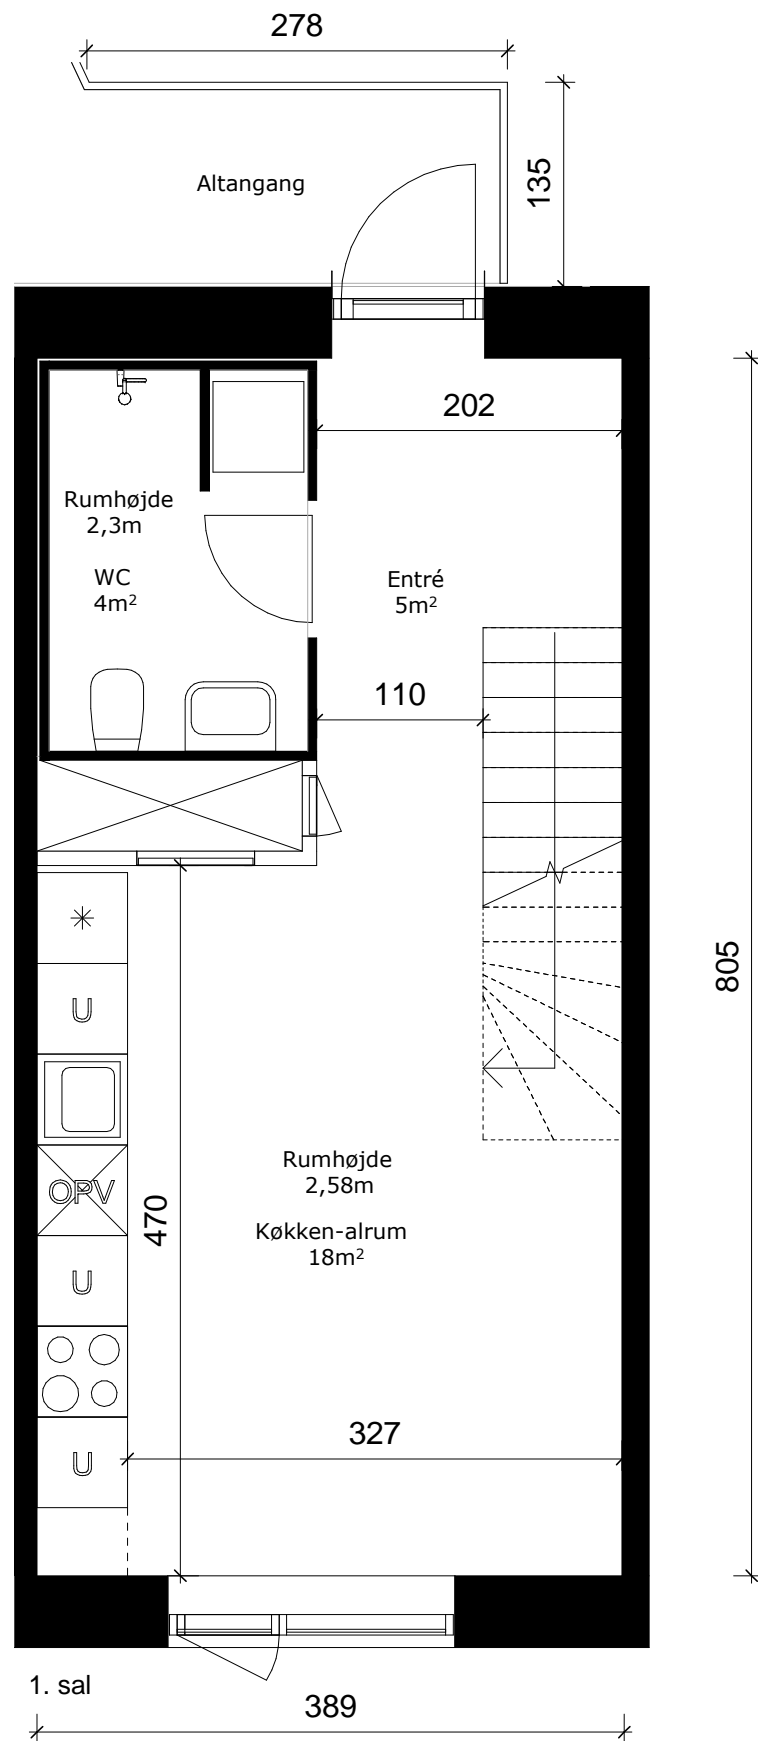 278
135
Altangang
202
Rumhøjde
2,3m
WC
4m²
Entré
5m²
110
805
U
OPV
470
Rumhøjde
2,58m
Køkken-alrum
18m²
U
327
U
1. sal
389